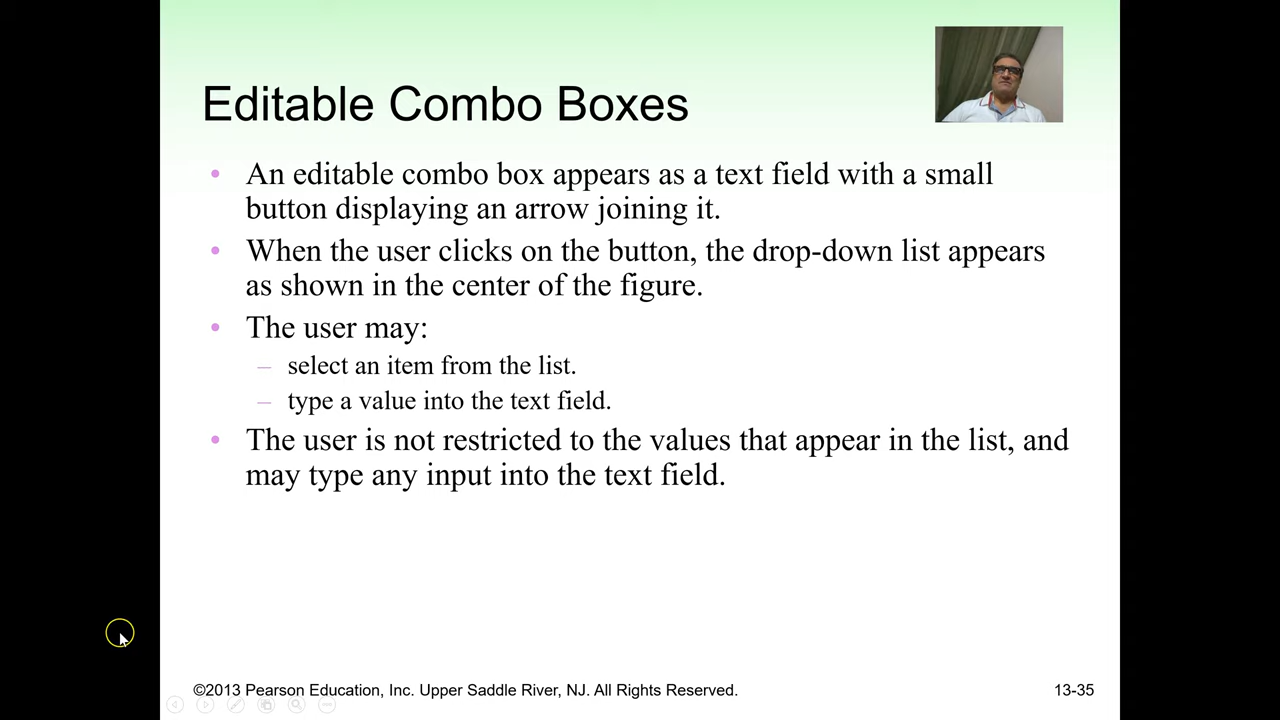 Editable Combo Boxes
• An editable combo box appears as a text field with a small
button displaying an arrow joining it.
• When the user clicks on the button, the drop-down list appears
as shown in the center of the figure.
• The user may:
– select an item from the list.
– type a value into the text field.
• The user is not restricted to the values that appear in the list, and
may type any input into the text field.
©2013 Pearson Education, Inc. Upper Saddle River, NJ. All Rights Reserved.
13-35